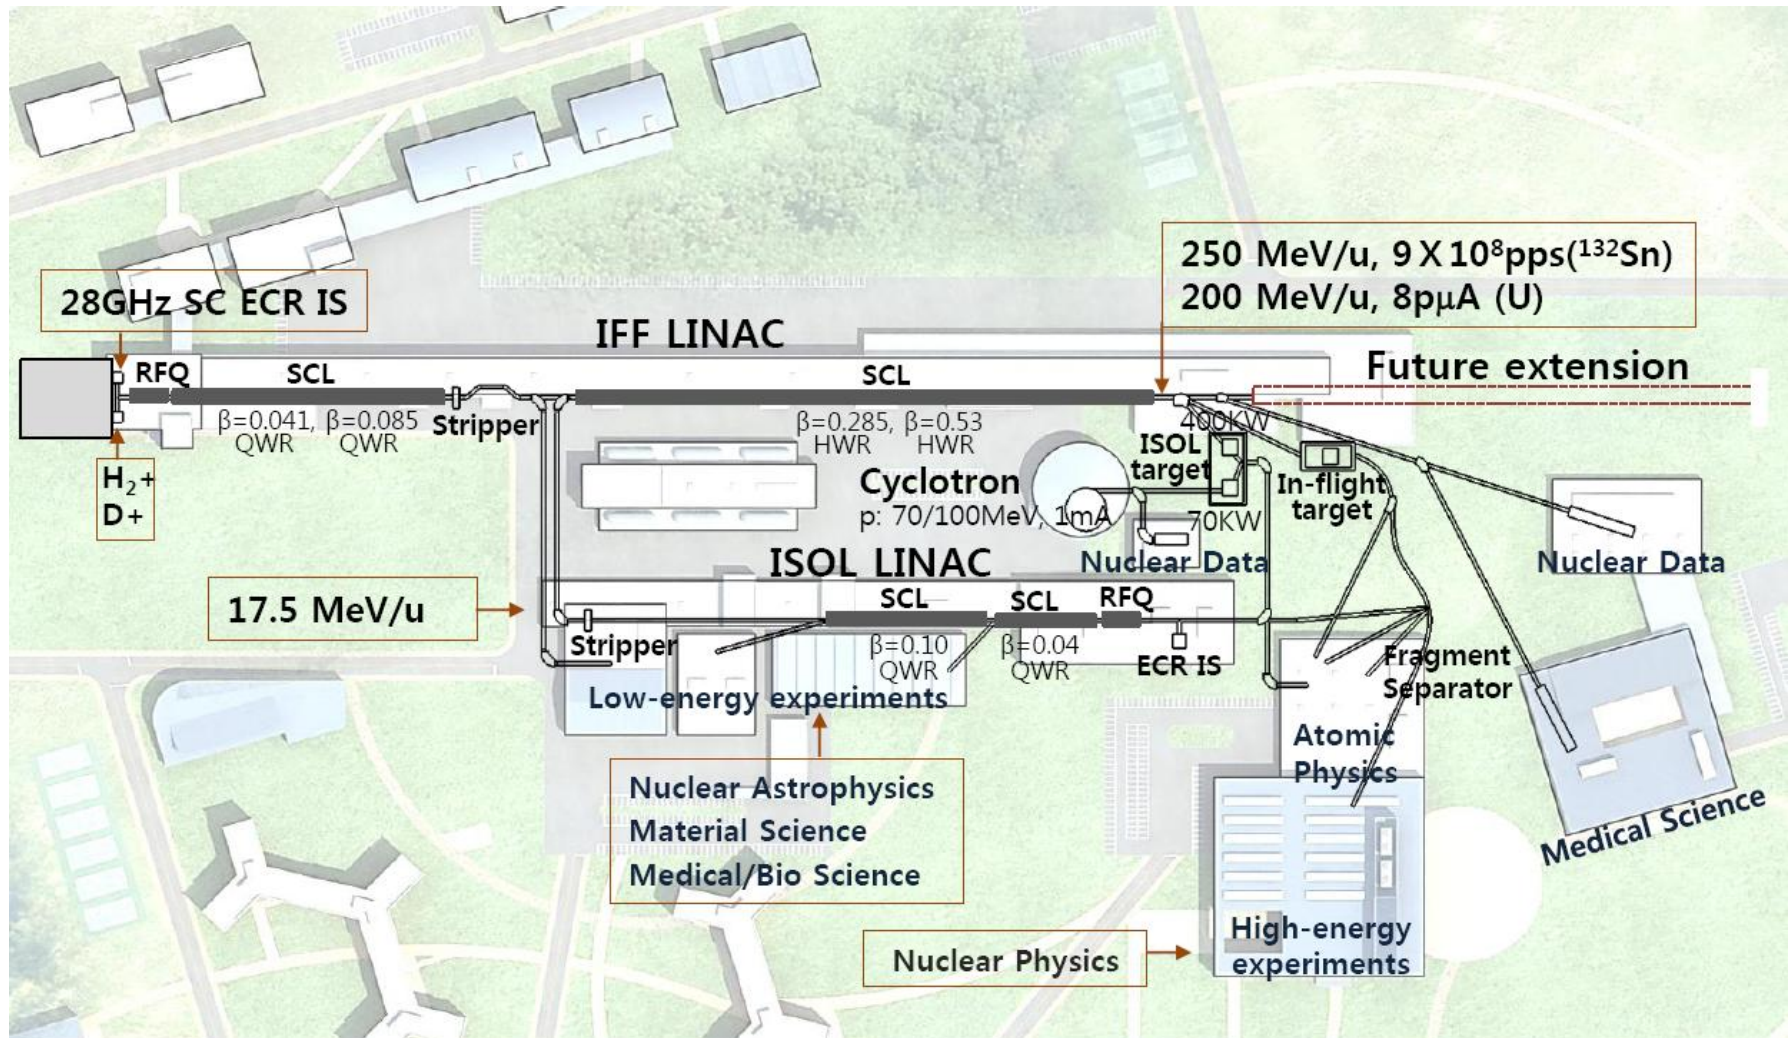 250 MeV/u, 9 X 10⁸pps(¹³²Sn)
200 MeV/u, 8pμA (U)
28GHz SC ECR IS
IFF LINAC
Future extension
RFQ
SCL
SCL
β=0.041, β=0.085
QWR QWR
Stripper
β=0.285, β=0.53
HWR HWR
400KW
ISOL
target
H₂+
D+
Cyclotron
p: 70/100MeV, 1mA
70KW
In-flight
target
Nuclear Data
Nuclear Data
ISOL LINAC
17.5 MeV/u
SCL
SCL
RFQ
Stripper
β=0.10
QWR
β=0.04
QWR
ECR IS
Fragment
Separator
Low-energy experiments
Atomic
Physics
Nuclear Astrophysics
Material Science
Medical/Bio Science
Medical Science
High-energy
experiments
Nuclear Physics